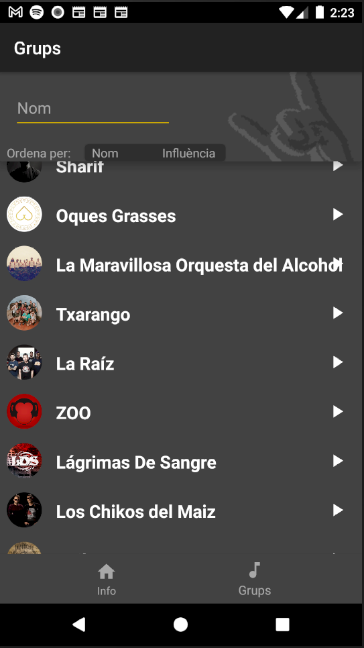 2:23
Grups
Nom
Ordena per: Nom Influència
Sharif
Oques Grasses
La Maravillosa Orquesta del Alcohol
Txarango
La Raíz
ZOO
Lágrimas De Sangre
LOS
Los Chikos del Maiz
Info Grups